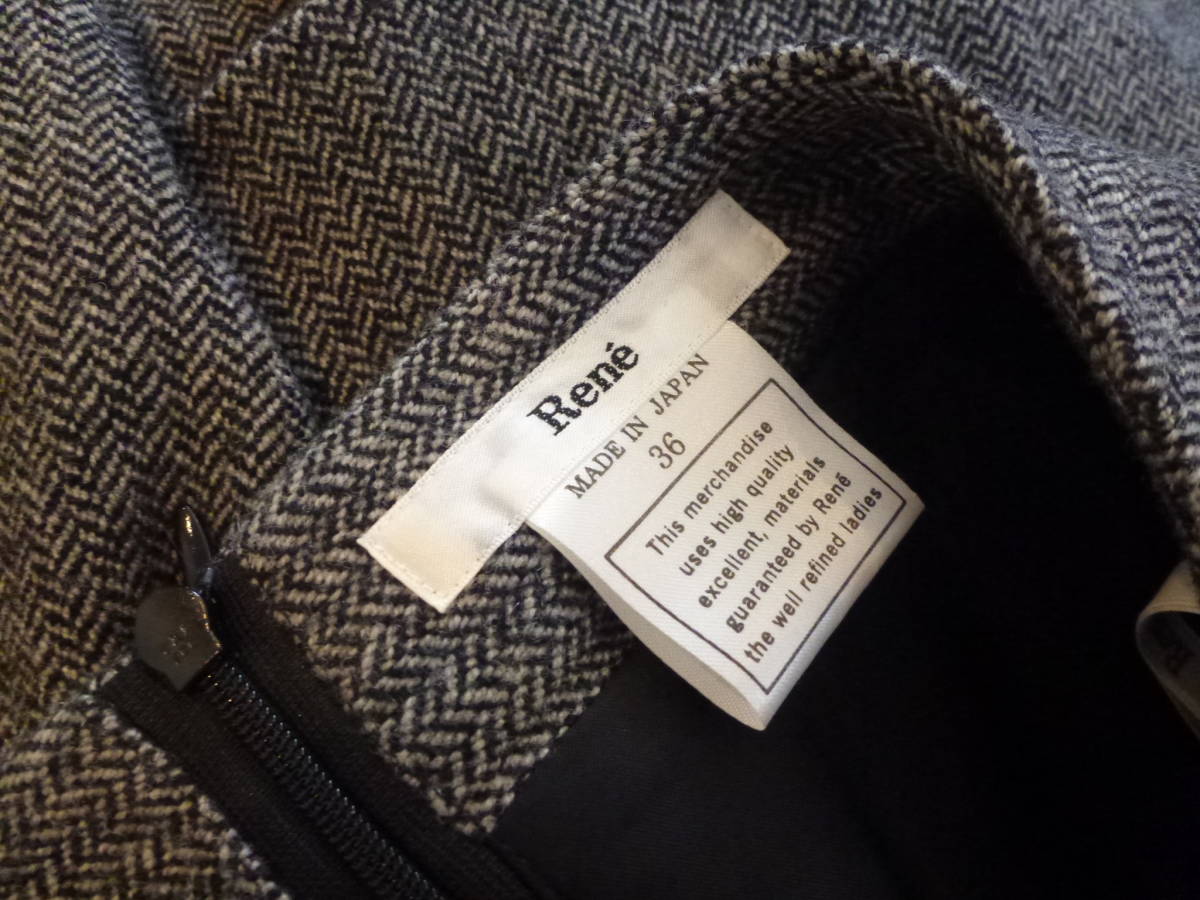 René
MADE IN JAPAN
36
This merchandise
uses high quality
excellent, materials
guaranteed by René
the well refined ladies